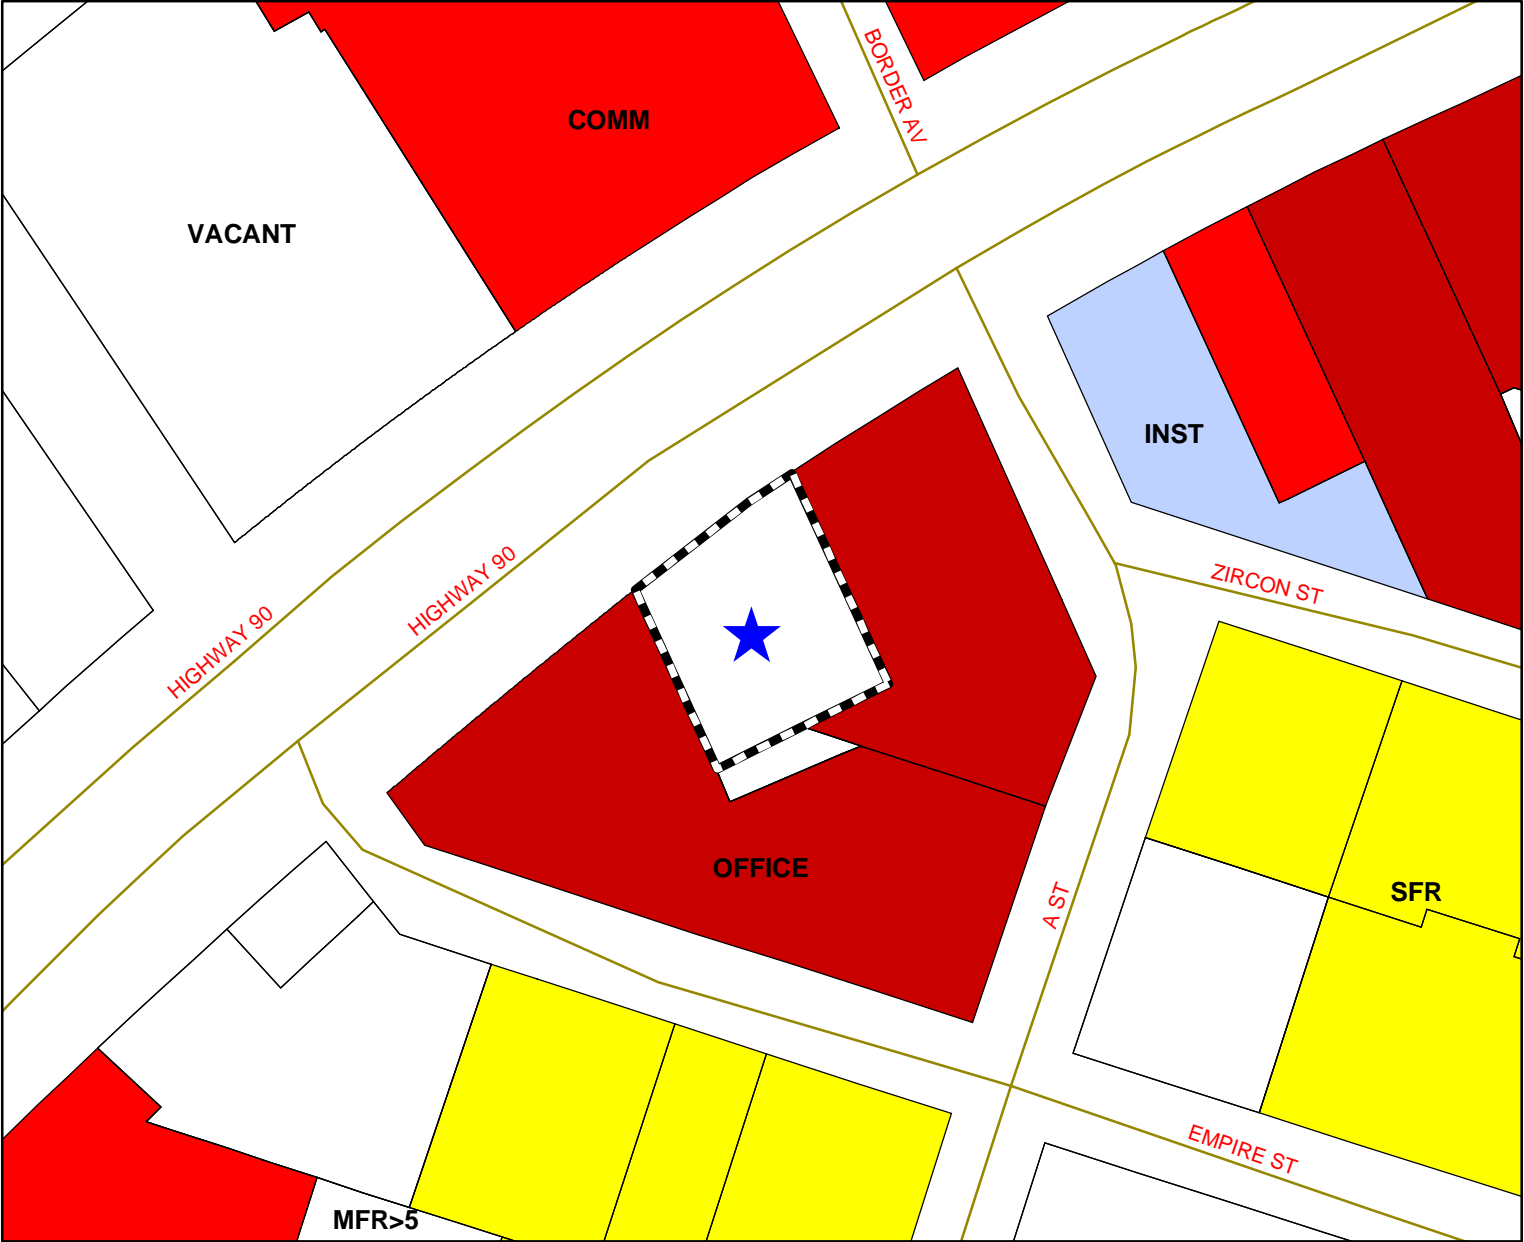 BORDER AV
COMM
VACANT
INST
ZIRCON ST
HIGHWAY 90
HIGHWAY 90
OFFICE
SFR
A ST
EMPIRE ST
MFR>5